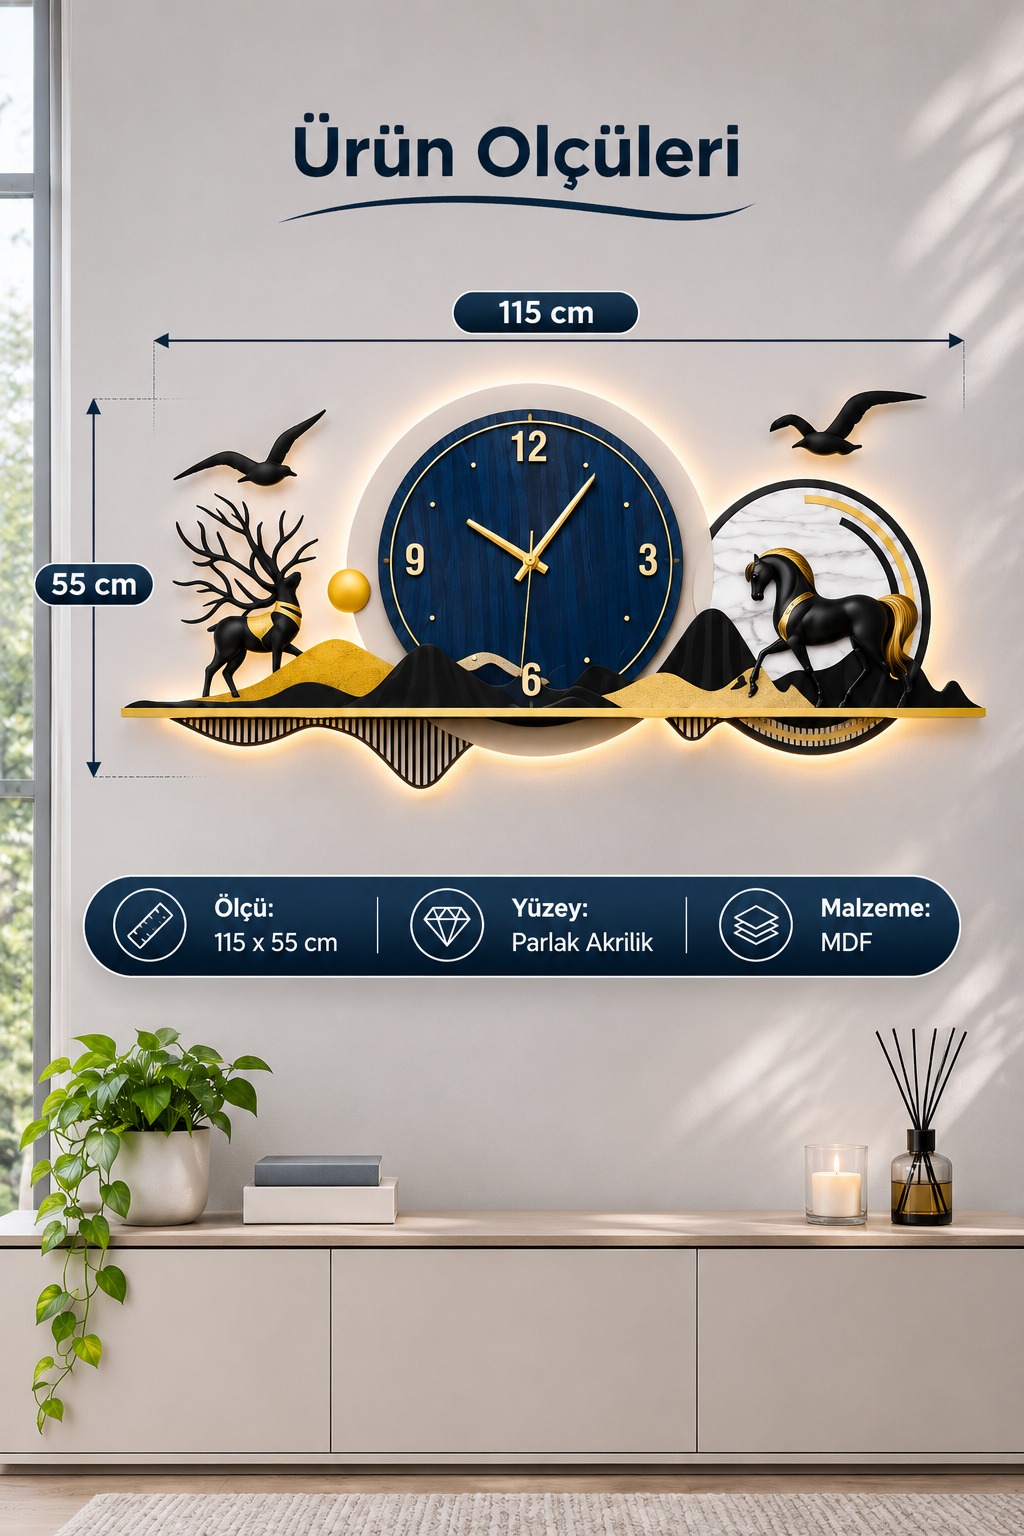 Ürün Olçüleri
115 cm
55 cm
12
9
3
6
Ölçü:
115 x 55 cm
Yüzey:
Parlak Akrilik
Malzeme:
MDF